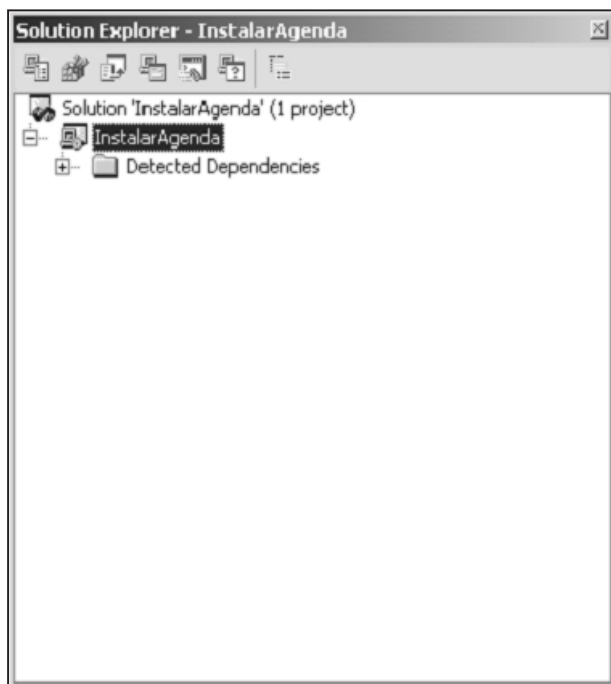 Solution Explorer - InstalarAgenda
Solution 'InstalarAgenda' (1 project)
InstalarAgenda
Detected Dependencies